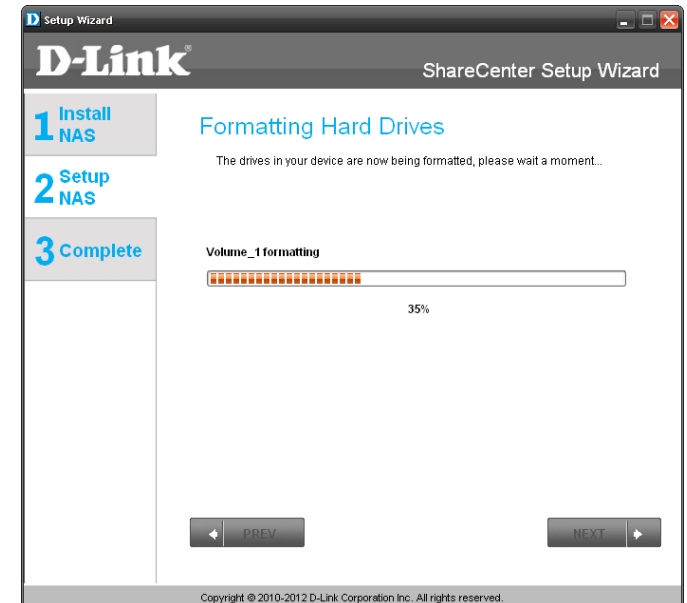 Setup Wizard
D-Link®
ShareCenter Setup Wizard
1 Install
NAS
2 Setup
NAS
3 Complete
Formatting Hard Drives
The drives in your device are now being formatted, please wait a moment...
Volume_1 formatting
35%
PREV
NEXT
Copyright © 2010-2012 D-Link Corporation Inc. All rights reserved.